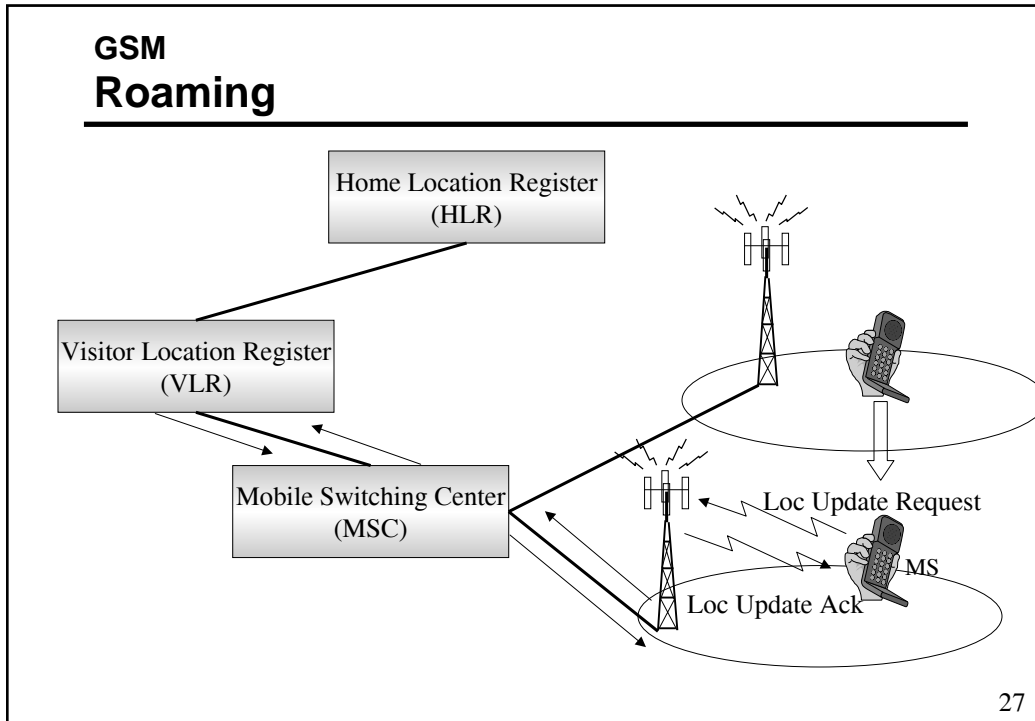 GSM
Roaming
Home Location Register
(HLR)
Visitor Location Register
(VLR)
Mobile Switching Center
(MSC)
Loc Update Request
MS
Loc Update Ack
27